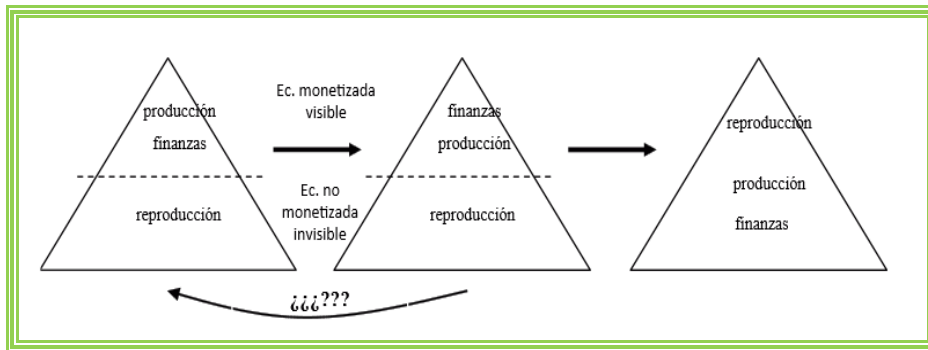 producción
finanzas
reproducción
Ec. monetizada
visible
Ec. no
monetizada
invisible
finanzas
producción
reproducción
reproducción
producción
finanzas
¿¿¿???